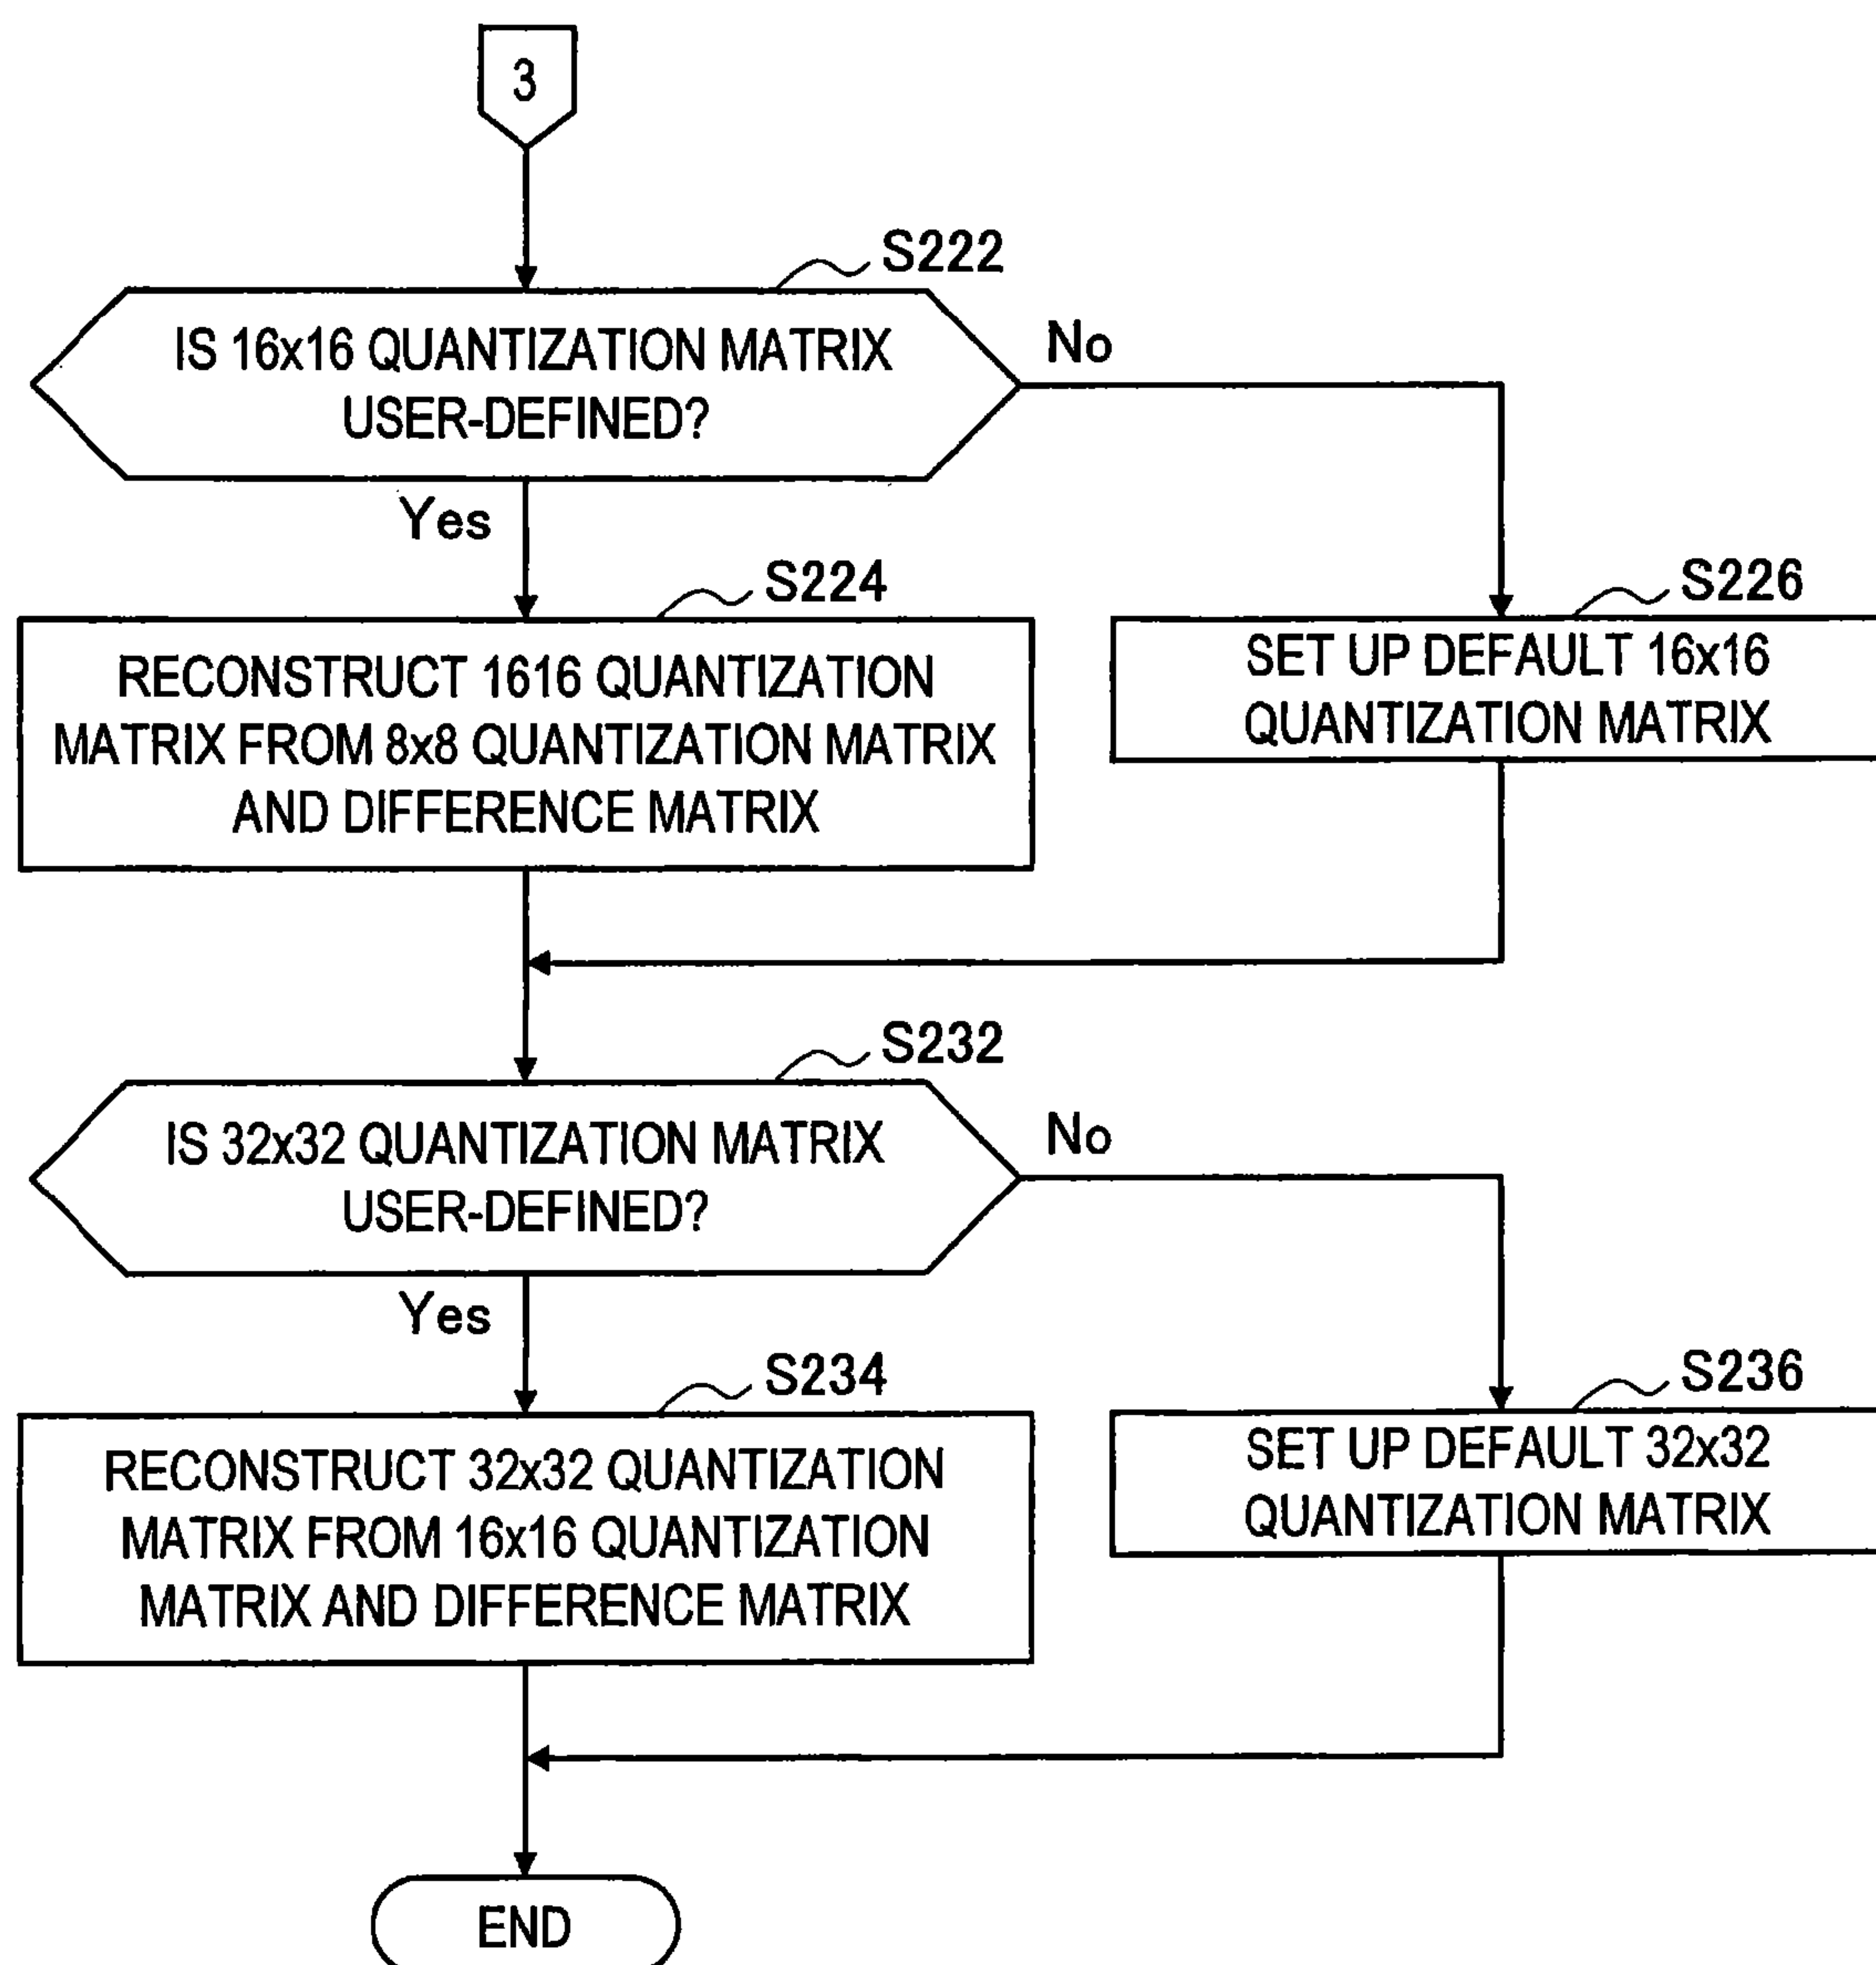 3
S222
IS 16x16 QUANTIZATION MATRIX
USER-DEFINED?
No
Yes
S224
RECONSTRUCT 1616 QUANTIZATION
MATRIX FROM 8x8 QUANTIZATION MATRIX
AND DIFFERENCE MATRIX
S226
SET UP DEFAULT 16x16
QUANTIZATION MATRIX
S232
IS 32x32 QUANTIZATION MATRIX
USER-DEFINED?
No
Yes
S234
RECONSTRUCT 32x32 QUANTIZATION
MATRIX FROM 16x16 QUANTIZATION
MATRIX AND DIFFERENCE MATRIX
S236
SET UP DEFAULT 32x32
QUANTIZATION MATRIX
END